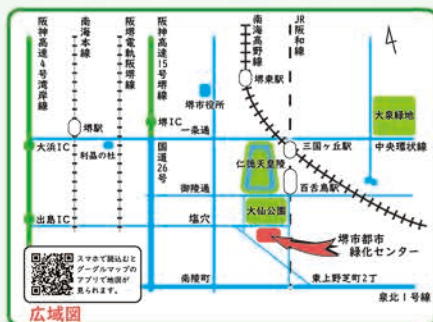 阪神高速4号湾岸線
南海本線
阪堺電軌阪堺線
阪神高速15号堺線
南海高野線
JR阪和線
堺東駅
堺市役所
大泉緑地
堺駅
堺IC
一条通
三国ヶ丘駅
中央環状線
大浜IC
利晶の杜
国道26号
仁徳天皇陵
百舌鳥駅
御陵通
大仙公園
出島IC
塩穴
堺市都市
緑化センター
スマホで読込むと
グーグルマップの
アプリで地図が
見られます。
南陵町
東上野芝町2丁
泉北1号線
広域図